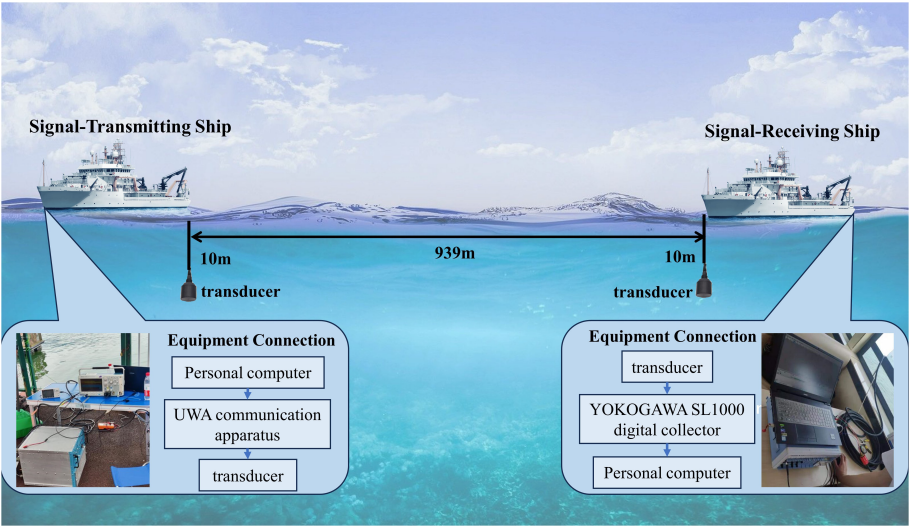 Signal-Transmitting Ship
Signal-Receiving Ship
939m
10m
10m
transducer
transducer
Equipment Connection
Personal computer
UWA communication
apparatus
transducer
Equipment Connection
transducer
YOKOGAWA SL1000
digital collector
Personal computer